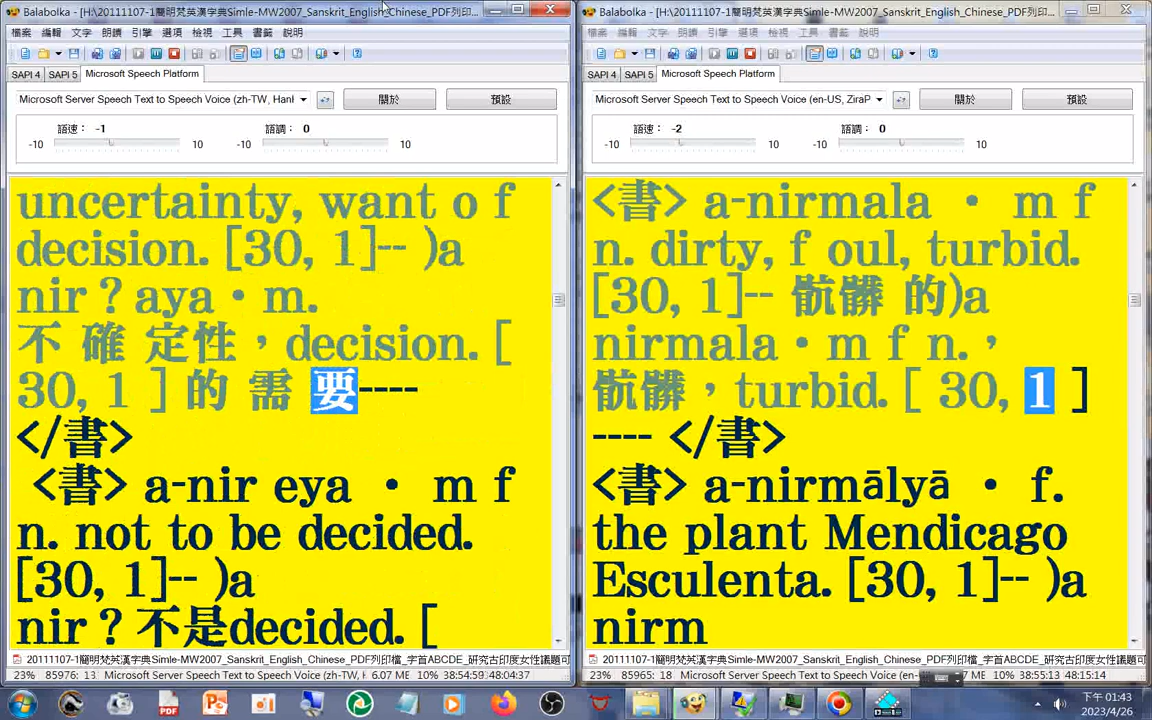 Balabolka - [H:\20111107-1簡明梵英漢字典Simle-MW2007_Sanskrit_English_Chinese_PDF列印...
檔案 編輯 文字 朗讀 引擎 選項 檢視 工具 書籤 說明
SAPI 4 SAPI 5 Microsoft Speech Platform
Microsoft Server Speech Text to Speech Voice (zh-TW, Hanl
關於 預設
語速: -1 語調: 0
-10 10 -10 10
uncertainty, want o f
decision. [30, 1]-- )a
nir ? aya・m.
不 確 定性，decision. [
30, 1 ] 的 需 要----
</書>
<書> a-nir eya ・ m f
n. not to be decided.
[30, 1]-- )a
nir ? 不是decided. [
20111107-1簡明梵英漢字典Simle-MW2007_Sanskrit_English_Chinese_PDF列印檔_字首ABCDE_研究古印度女性議題可
23% 85976: 13 Microsoft Server Speech Text to Speech Voice (zh-TW, H 6.07 ME 10% 38:54:59/48:04:37
Balabolka - [H:\20111107-1簡明梵英漢字典Simle-MW2007_Sanskrit_English_Chinese_PDF列印...
檔案 編輯 文字 朗讀 引擎 選項 檢視 工具 書籤 說明
SAPI 4 SAPI 5 Microsoft Speech Platform
Microsoft Server Speech Text to Speech Voice (en-US, ZiraP
關於 預設
語速: -2 語調: 0
-10 10 -10 10
<書> a-nirmala ・ m f
n. dirty, f oul, turbid.
[30, 1]-- 骯髒 的)a
nirmala・m f n.，
骯髒，turbid. [ 30, 1 ]
---- </書>
<書> a-nirmālyā ・ f.
the plant Mendicago
Esculenta. [30, 1]-- )a
nirm
20111107-1簡明梵英漢字典Simle-MW2007_Sanskrit_English_Chinese_PDF列印檔_字首ABCDE_研究古印度女性議題可
23% 85965: 18 Microsoft Server Speech Text to Speech Voice 10% 38:55:13/48:15:14
下午 01:43
2023/4/26